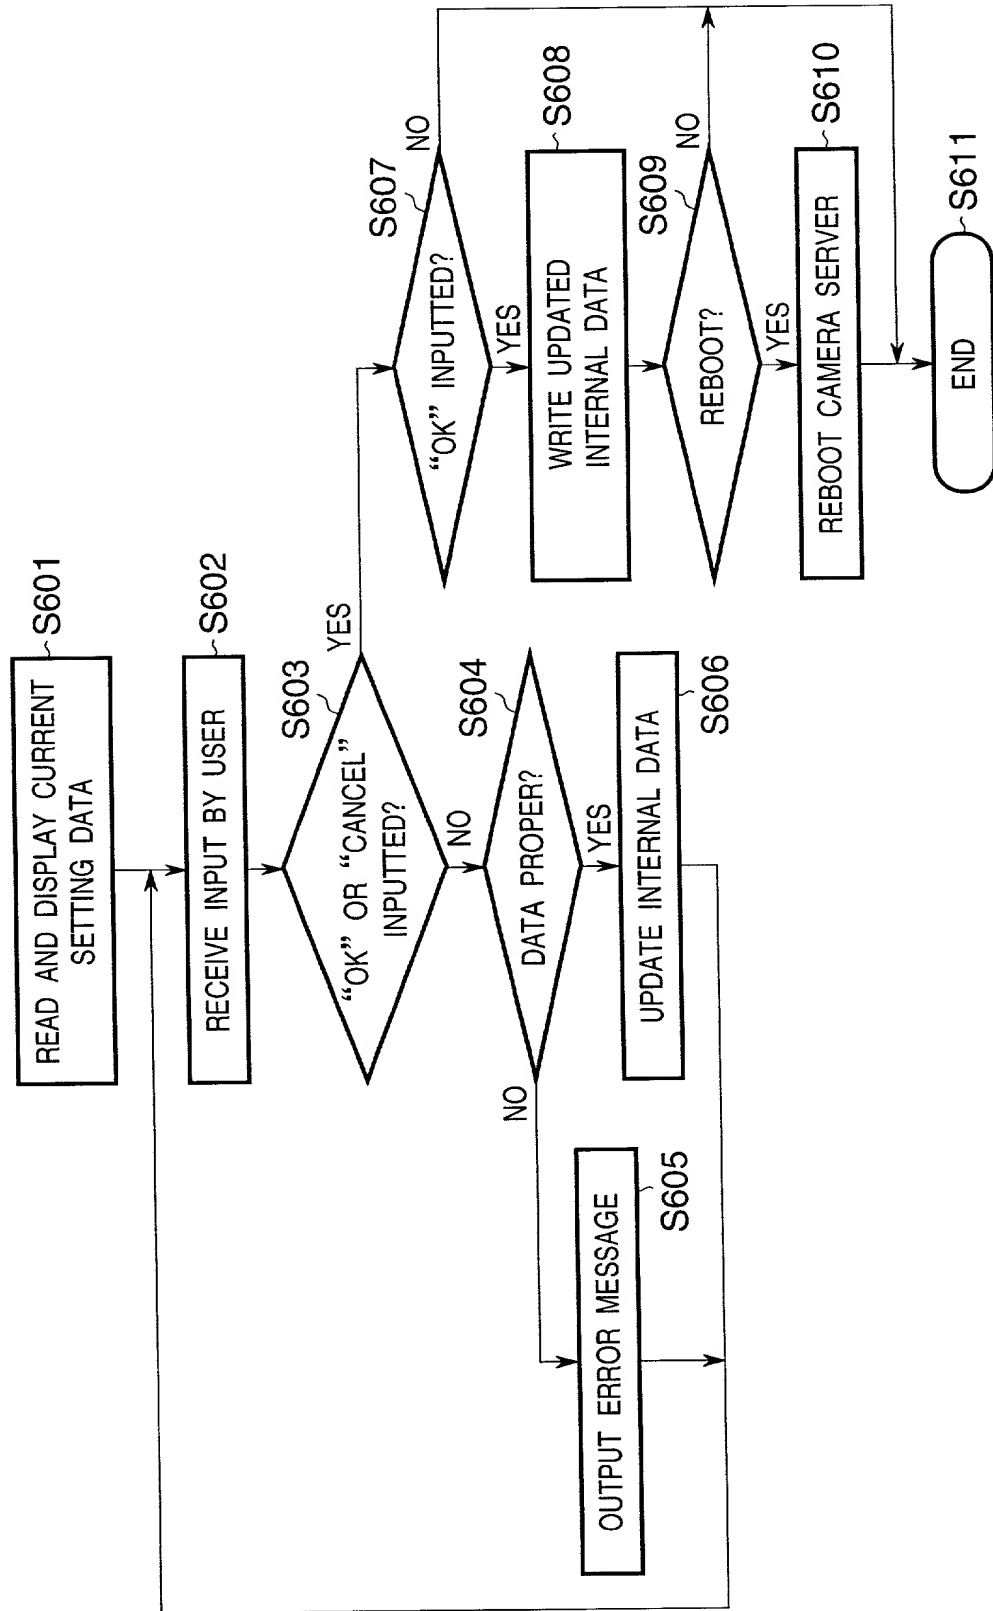 READ AND DISPLAY CURRENT
SETTING DATA
S601
RECEIVE INPUT BY USER
S602
“OK” OR “CANCEL”
INPUTTED?
S603
YES
NO
DATA PROPER?
S604
NO
YES
OUTPUT ERROR MESSAGE
S605
UPDATE INTERNAL DATA
S606
“OK” INPUTTED?
S607
NO
YES
WRITE UPDATED
INTERNAL DATA
S608
REBOOT?
S609
NO
YES
REBOOT CAMERA SERVER
S610
END
S611